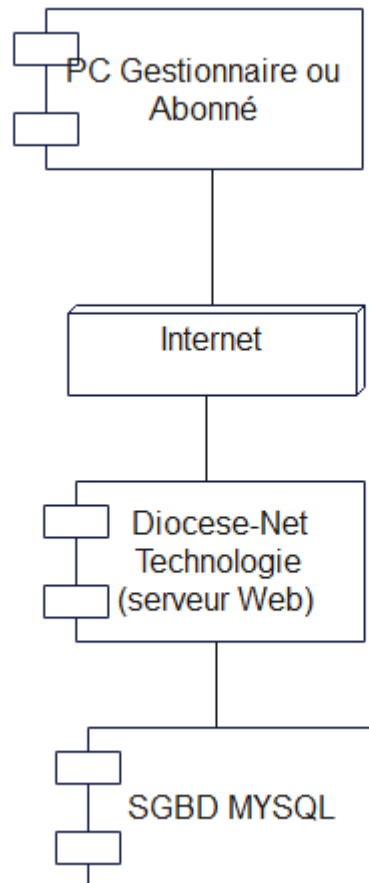 PC Gestionnaire ou
Abonné
Internet
Diocese-Net
Technologie
(serveur Web)
SGBD MYSQL